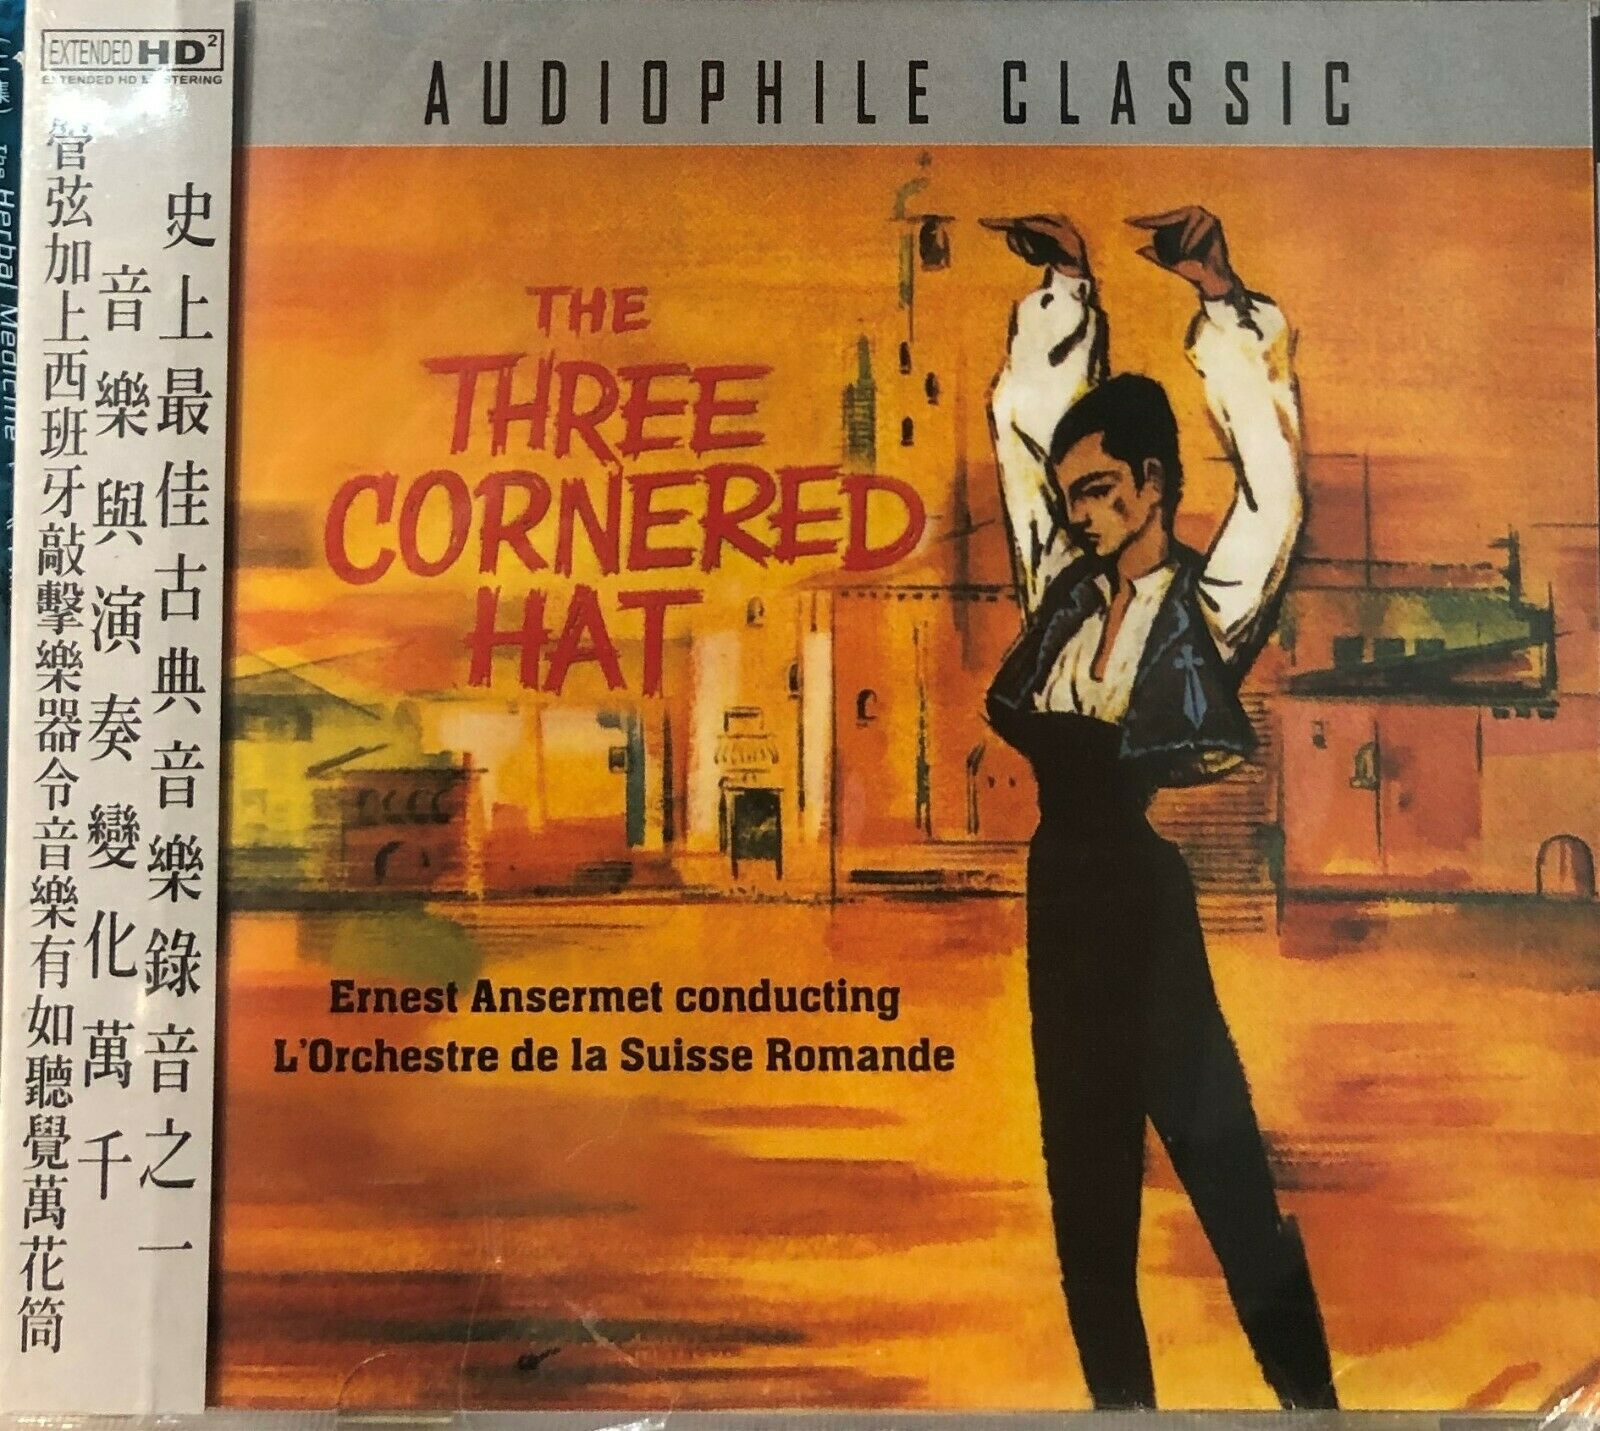 EXTENDED HD2
EXTENDED HD MASTERING
史上最佳古典音樂錄音之一
音樂與演奏變化萬千
管弦加上西班牙敲擊樂器令音樂有如聽覺萬花筒
AUDIOPHILE CLASSIC
THE
THREE
CORNERED
HAT
Ernest Ansermet conducting
L'Orchestre de la Suisse Romande
The Herbal Medicine